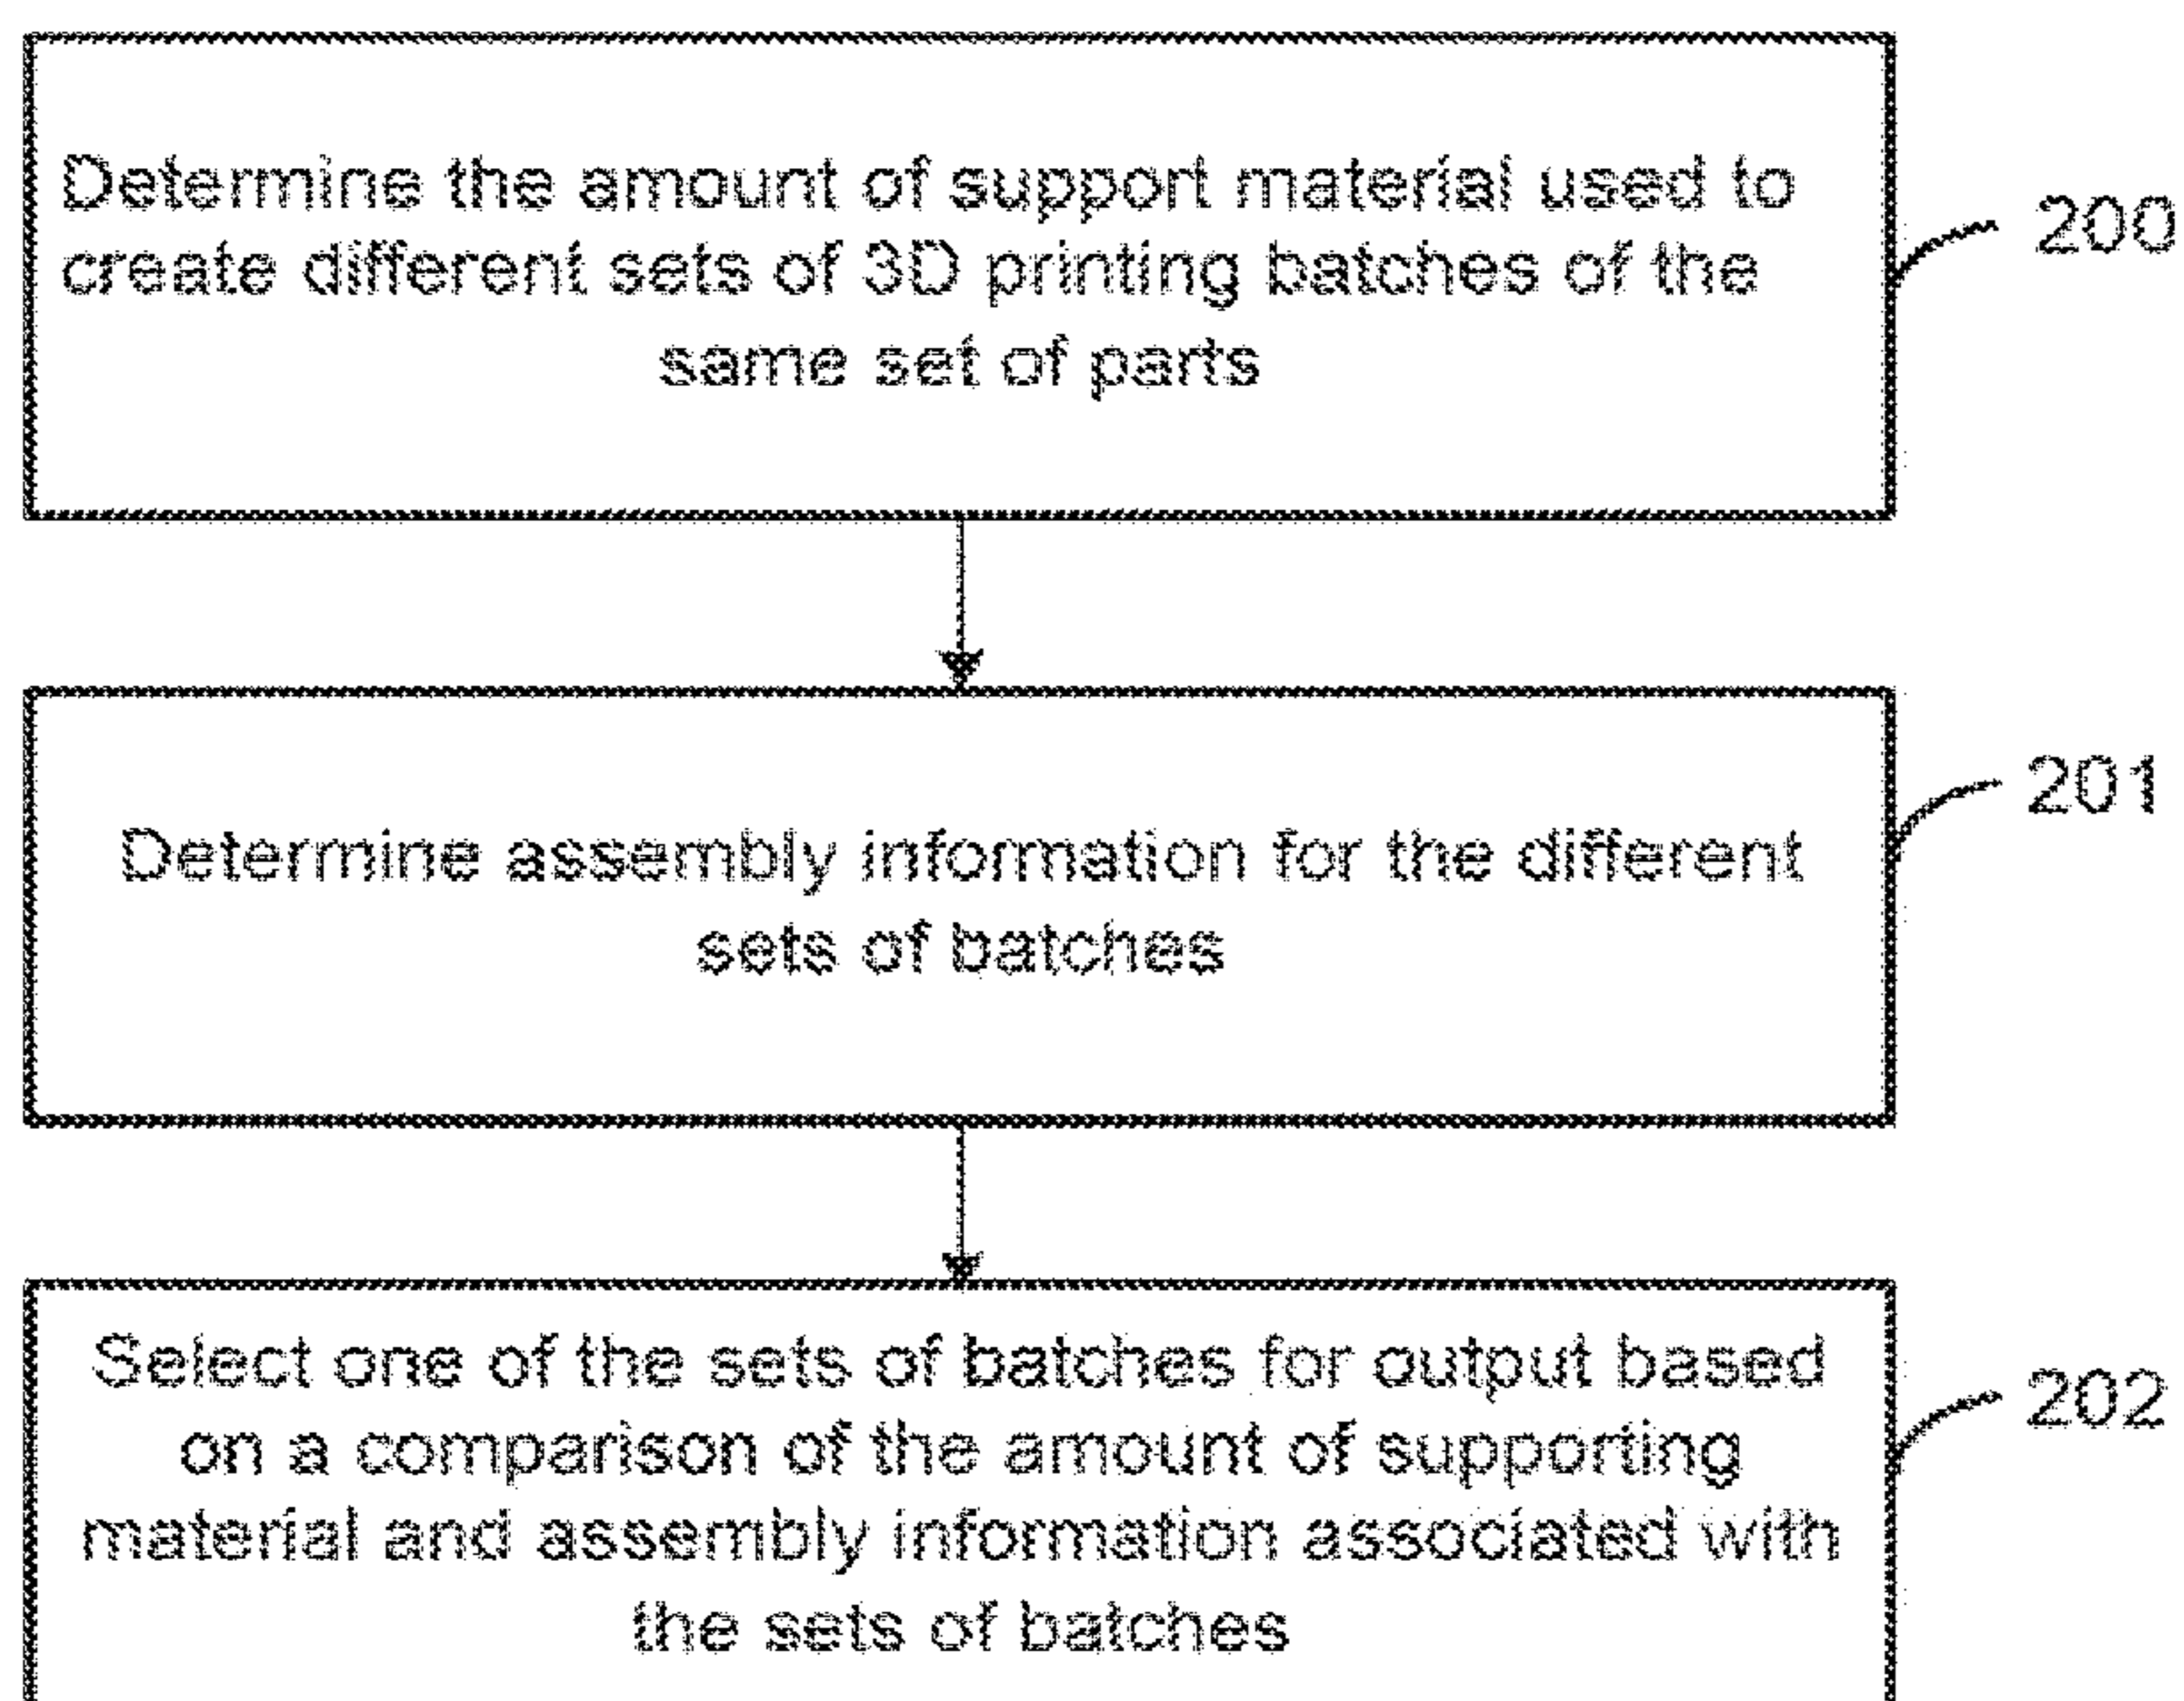 Determine the amount of support material used to
create different sets of 3D printing batches of the
same set of parts
200
Determine assembly information for the different
sets of batches
201
Select one of the sets of batches for output based
on a comparison of the amount of supporting
material and assembly information associated with
the sets of batches
202